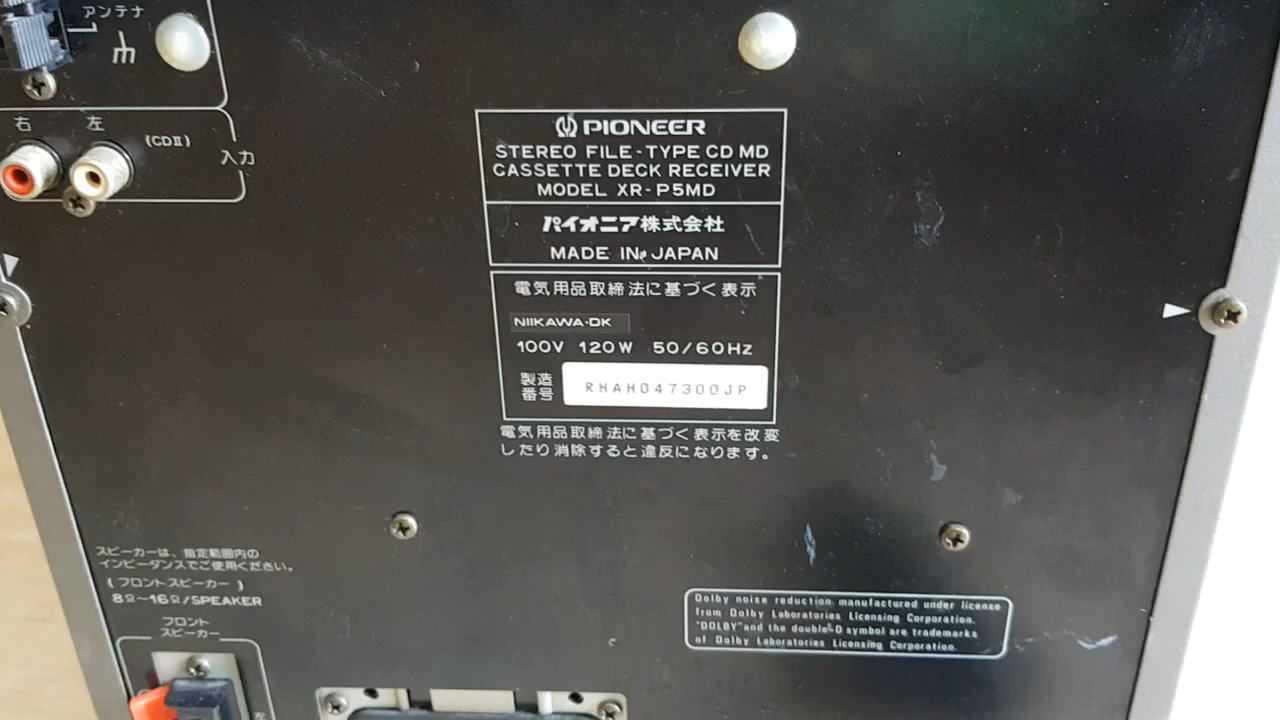 アンテナ
右 左
(CDⅡ)
入力
PIONEER
STEREO FILE-TYPE CD MD
CASSETTE DECK RECEIVER
MODEL XR-P5MD
パイオニア株式会社
MADE IN JAPAN
電気用品取締法に基づく表示
NIIKAWA・DK
100V 120W 50/60Hz
製造
番号
RHAH047300JP
電気用品取締法に基づく表示を改変
したり消除すると違反になります。
スピーカーは、指定範囲内の
インピーダンスでご使用ください。
(フロントスピーカー)
8Ω~16Ω/SPEAKER
フロント
スピーカー
Dolby noise reduction manufactured under license
from Dolby Laboratories Licensing Corporation.
"DOLBY" and the double-D symbol are trademarks
of Dolby Laboratories Licensing Corporation.